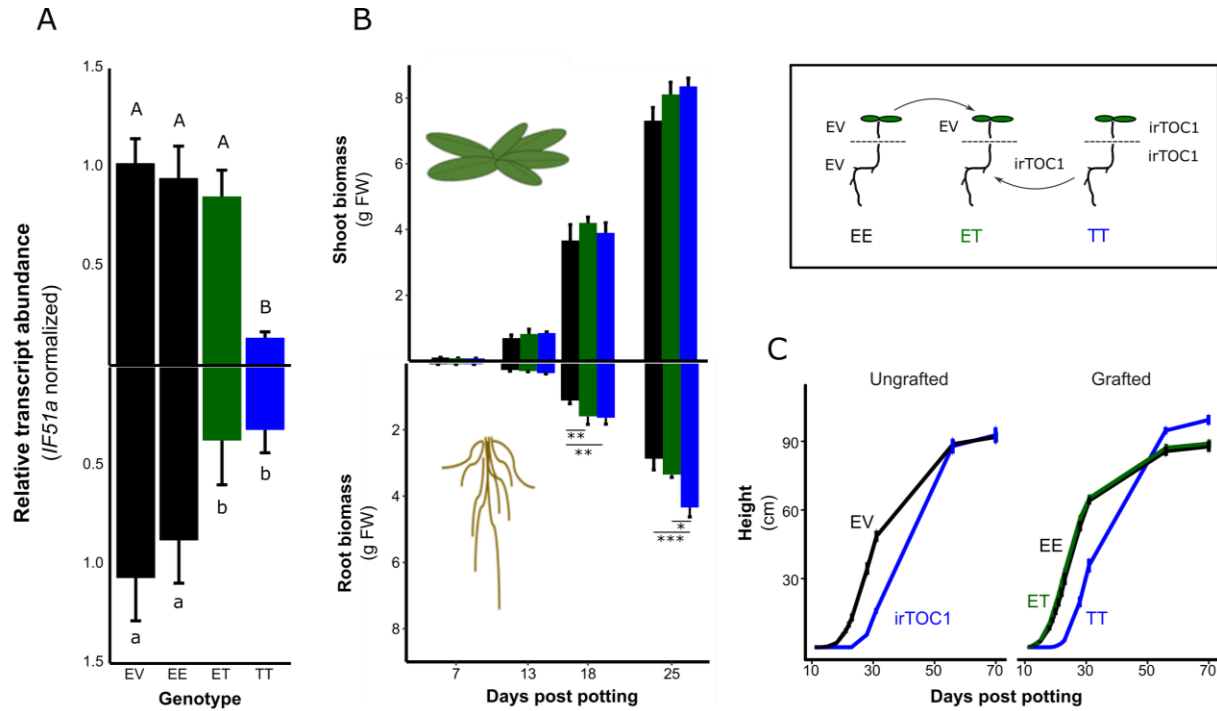 A
1.5
1.0
0.5
0.5
1.0
1.5
Relative transcript abundance
(IF51a normalized)
A
A
A
B
a
a
b
b
EV
EE
ET
TT
Genotype
B
Shoot biomass
(g FW)
8
6
4
2
Root biomass
(g FW)
2
4
6
8
**
**
*
***
7
13
18
25
Days post potting
EV
EV
EE
EV
irTOC1
ET
irTOC1
irTOC1
TT
C
Ungrafted
Grafted
Height
(cm)
90
60
30
EV
irTOC1
EE
ET
TT
10
30
50
70
10
30
50
70
Days post potting